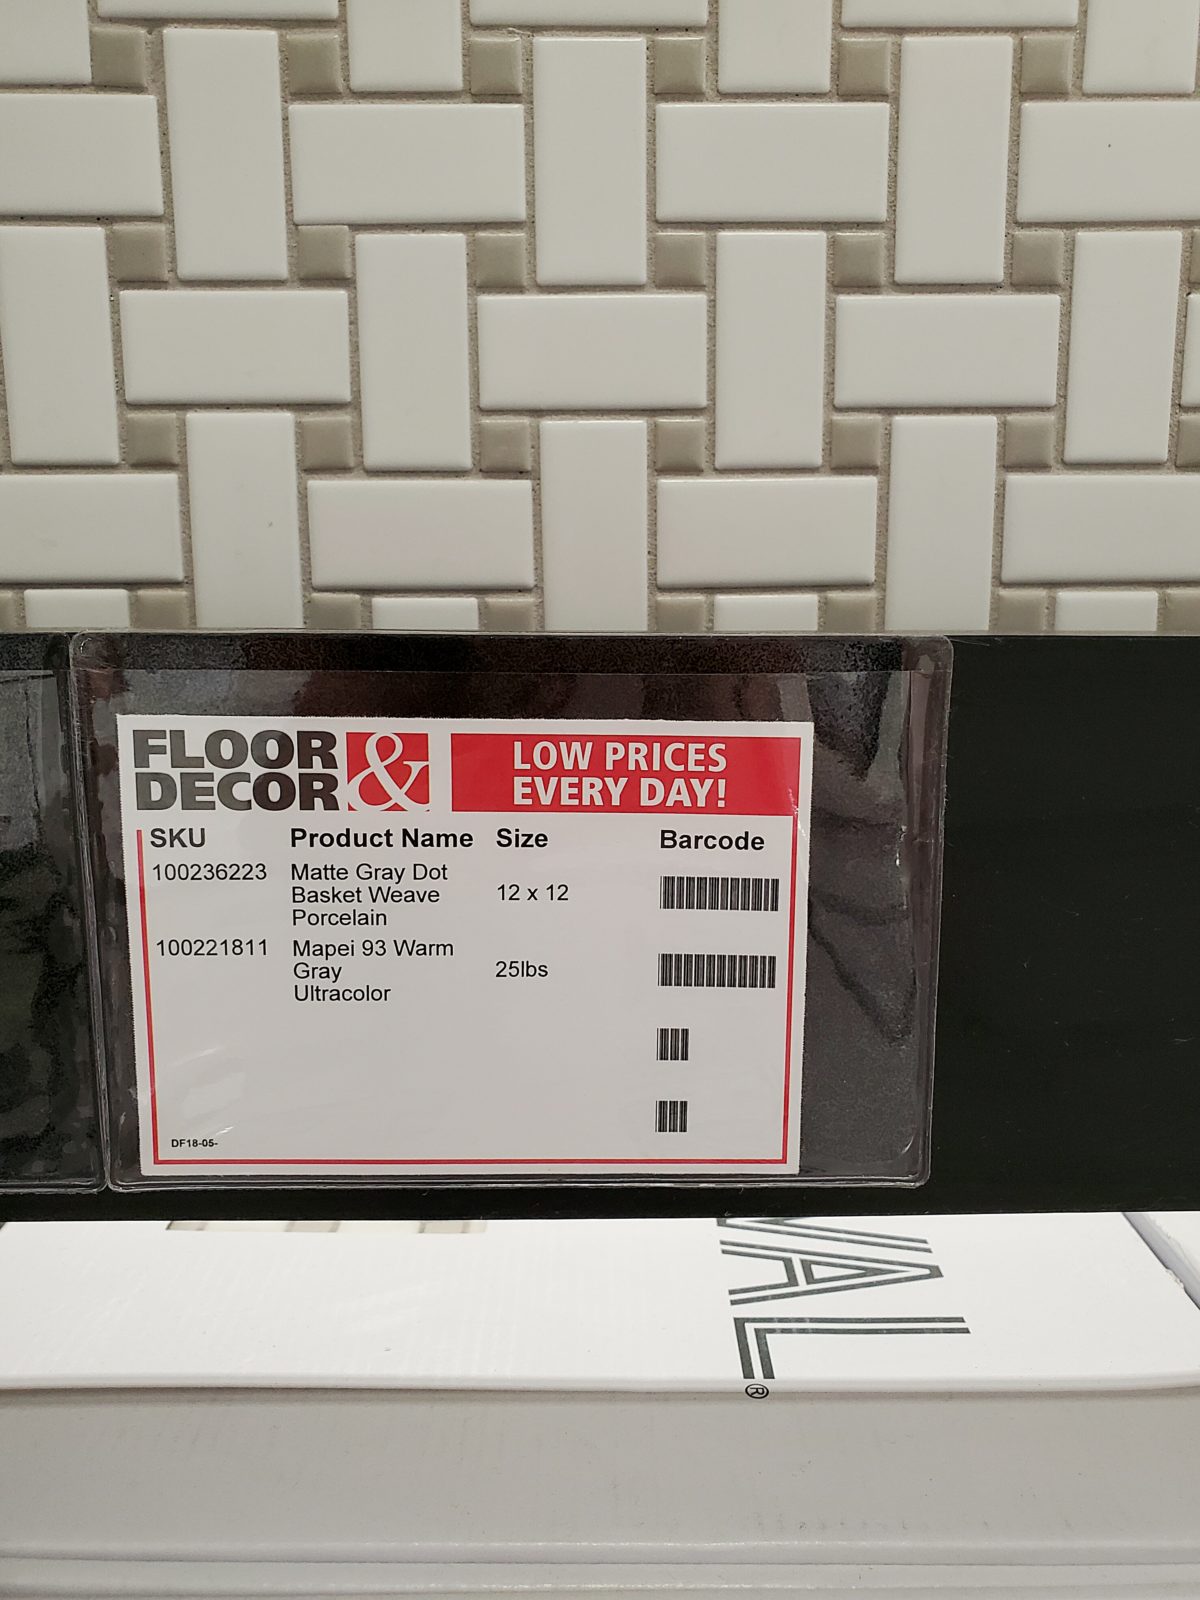 FLOOR & DECOR
LOW PRICES
EVERY DAY!
SKU Product Name Size Barcode
100236223 Matte Gray Dot
Basket Weave
Porcelain 12 x 12
100221811 Mapei 93 Warm
Gray
Ultracolor 25lbs
DF18-05-
VAL®